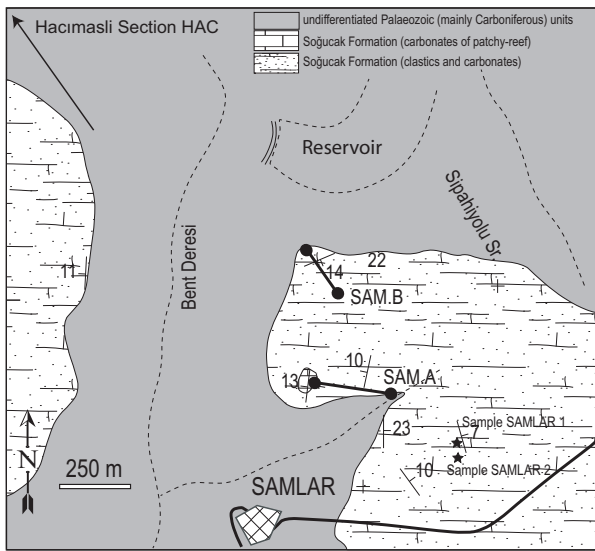 Hacımasli Section HAC
undifferentiated Palaeozoic (mainly Carboniferous) units
Soğucak Formation (carbonates of patchy-reef)
Soğucak Formation (clastics and carbonates)
Reservoir
Sipahiyolu Sr.
Bent Deresi
11
22
14
SAM.B
10
13
SAM.A
23
Sample SAMLAR 1
7
Sample SAMLAR 2
10
N
250 m
SAMLAR